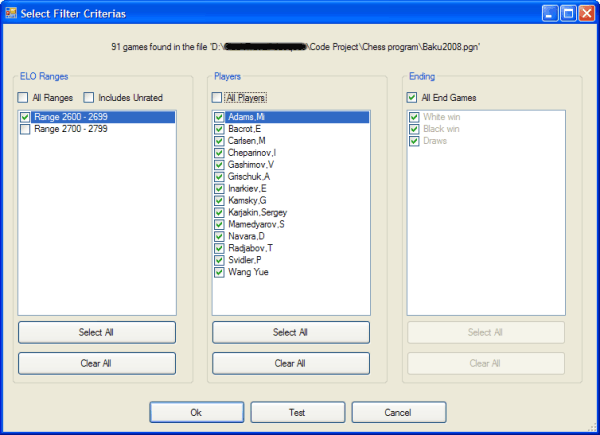 Select Filter Criterias
91 games found in the file 'D:\ \Code Project\Chess program\Baku2008.pgn'
ELO Ranges
All Ranges Includes Unrated
Range 2600 - 2699
Range 2700 - 2799
Select All
Clear All
Players
All Players
Adams,Mi
Bacrot,E
Carlsen,M
Cheparinov,I
Gashimov,V
Grischuk,A
Inarkiev,E
Kamsky,G
Karjakin,Sergey
Mamedyarov,S
Navara,D
Radjabov,T
Svidler,P
Wang Yue
Select All
Clear All
Ending
All End Games
White win
Black win
Draws
Select All
Clear All
Ok Test Cancel